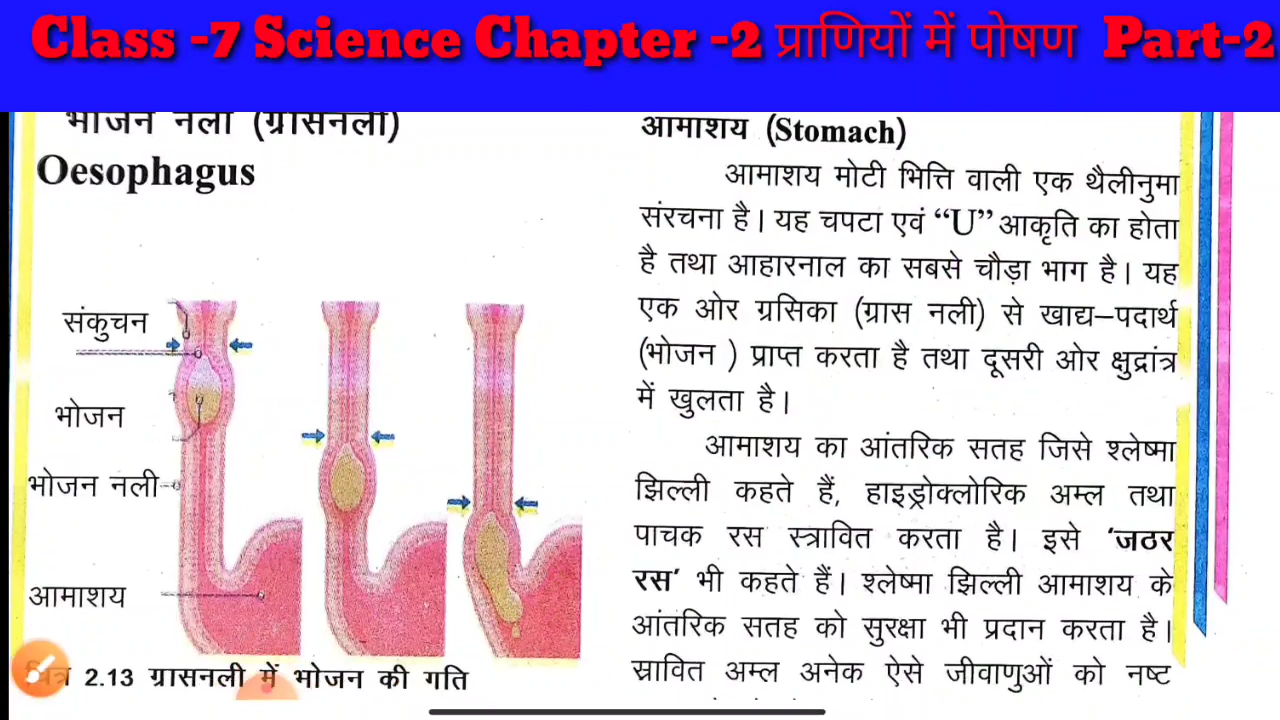 Class -7 Science Chapter -2 प्राणियों में पोषण Part-2
भोजन नली (ग्रासनली)
Oesophagus
संकुचन
भोजन
भोजन नली
आमाशय
चित्र 2.13 ग्रासनली में भोजन की गति
आमाशय (Stomach)
आमाशय मोटी भित्ति वाली एक थैलीनुमा
संरचना है। यह चपटा एवं “U” आकृति का होता
है तथा आहारनाल का सबसे चौड़ा भाग है। यह
एक ओर ग्रसिका (ग्रास नली) से खाद्य–पदार्थ
(भोजन ) प्राप्त करता है तथा दूसरी ओर क्षुद्रांत्र
में खुलता है।
आमाशय का आंतरिक सतह जिसे श्लेष्मा
झिल्ली कहते हैं, हाइड्रोक्लोरिक अम्ल तथा
पाचक रस स्त्रावित करता है। इसे ‘जठर
रस’ भी कहते हैं। श्लेष्मा झिल्ली आमाशय के
आंतरिक सतह को सुरक्षा भी प्रदान करता है।
स्रावित अम्ल अनेक ऐसे जीवाणुओं को नष्ट